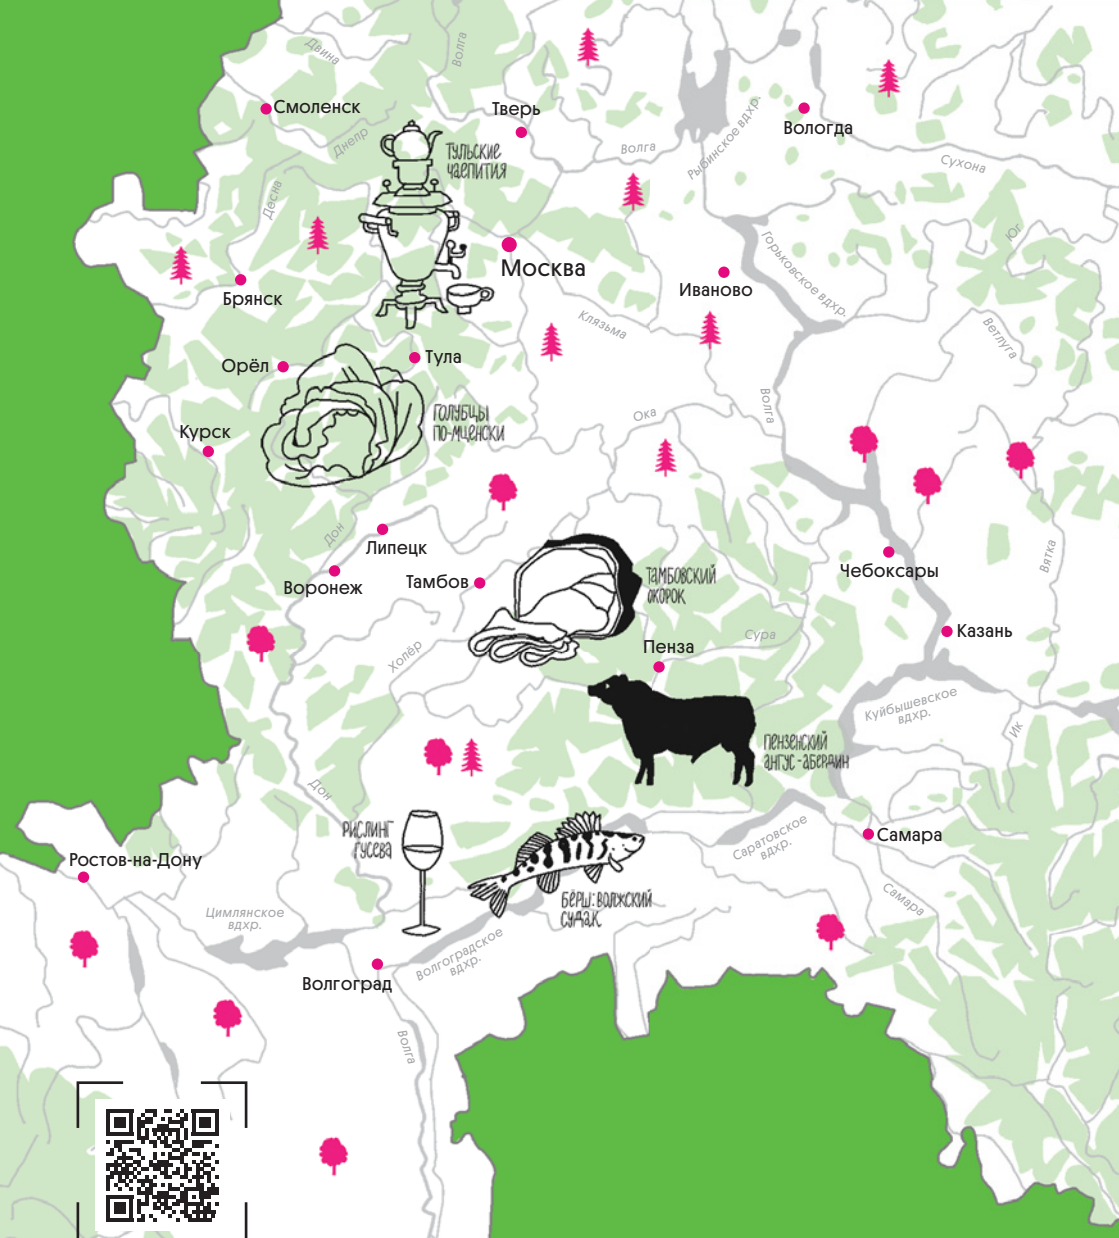 Двина
Волга
Смоленск
Тверь
Вологда
Днепр
ТУЛЬСКИЕ
ЧАЕПИТИЯ
Волга
Рыбинское вдхр.
Сухона
Десна
Юг
Москва
Горьковское вдхр.
Иваново
Брянск
Клязьма
Ветлуга
Орёл
Тула
ГОЛУБЦЫ
ПО-МЦЕНСКИ
Ока
Волга
Курск
Дон
Липецк
Воронеж
Тамбов
ТАМБОВСКИЙ
ОКОРОК
Чебоксары
Вятка
Казань
Хопёр
Пенза
Сура
Куйбышевское
вдхр.
Ик
ПЕНЗЕНСКИЙ
АНГУС-АБЕРДИН
Дон
РИСЛИНГ
ГУСЕВА
Саратовское
вдхр.
Самара
Ростов-на-Дону
БЁРШ: ВОЛЖСКИЙ
СУДАК
Самара
Цимлянское
вдхр.
Волгоградское
вдхр.
Волгоград
Волга